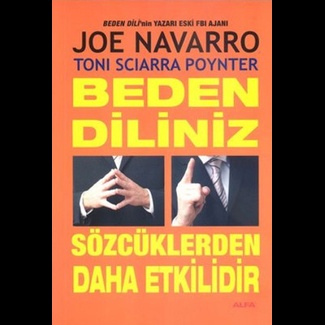 BEDEN DİLİ'nin YAZARI ESKİ FBI AJANI
JOE NAVARRO
TONI SCIARRA POYNTER
BEDEN
DİLİNİZ
SÖZCÜKLERDEN
DAHA ETKİLİDİR
ALFA